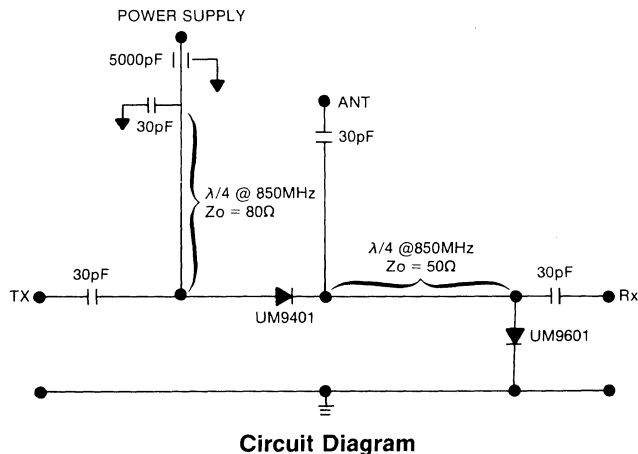 POWER SUPPLY
5000pF
ANT
30pF
30pF
λ/4 @ 850MHz
Zo = 80Ω
λ/4 @850MHz
Zo = 50Ω
30pF
30pF
TX
Rx
UM9401
UM9601
Circuit Diagram